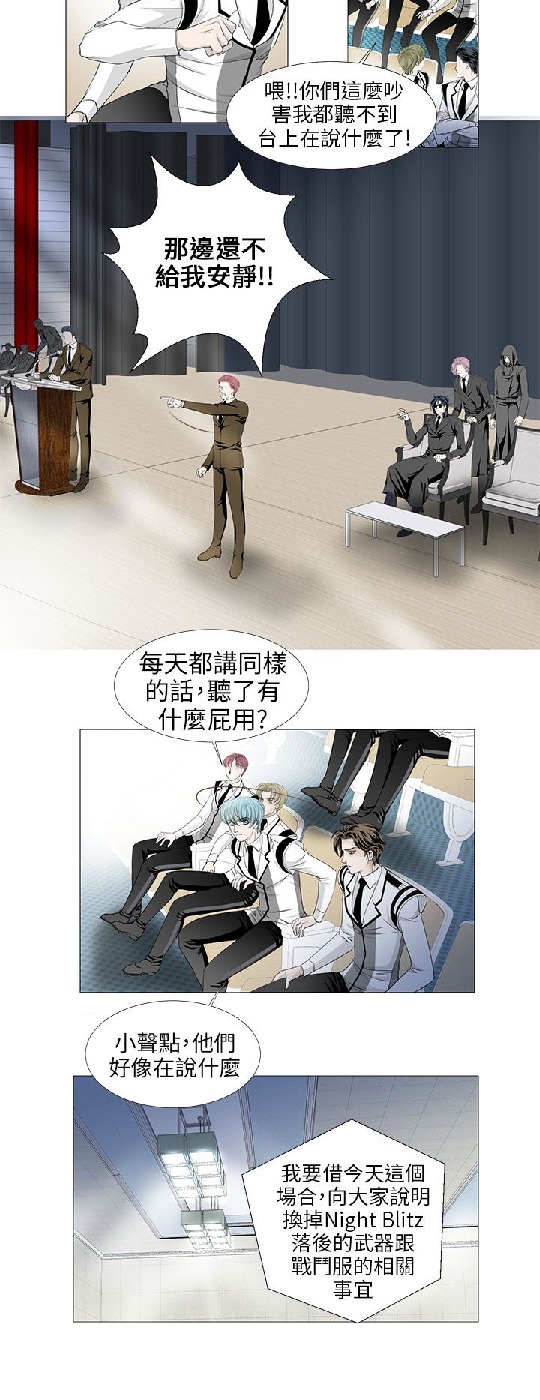 喂!!你們這麼吵
害我都聽不到
台上在說什麼了!
那邊還不
給我安靜!!
每天都講同樣
的話,聽了有
什麼屁用?
小聲點,他們
好像在說什麼
我要借今天這個
場合,向大家說明
換掉Night Blitz
落後的武器跟
戰鬥服的相關
事宜